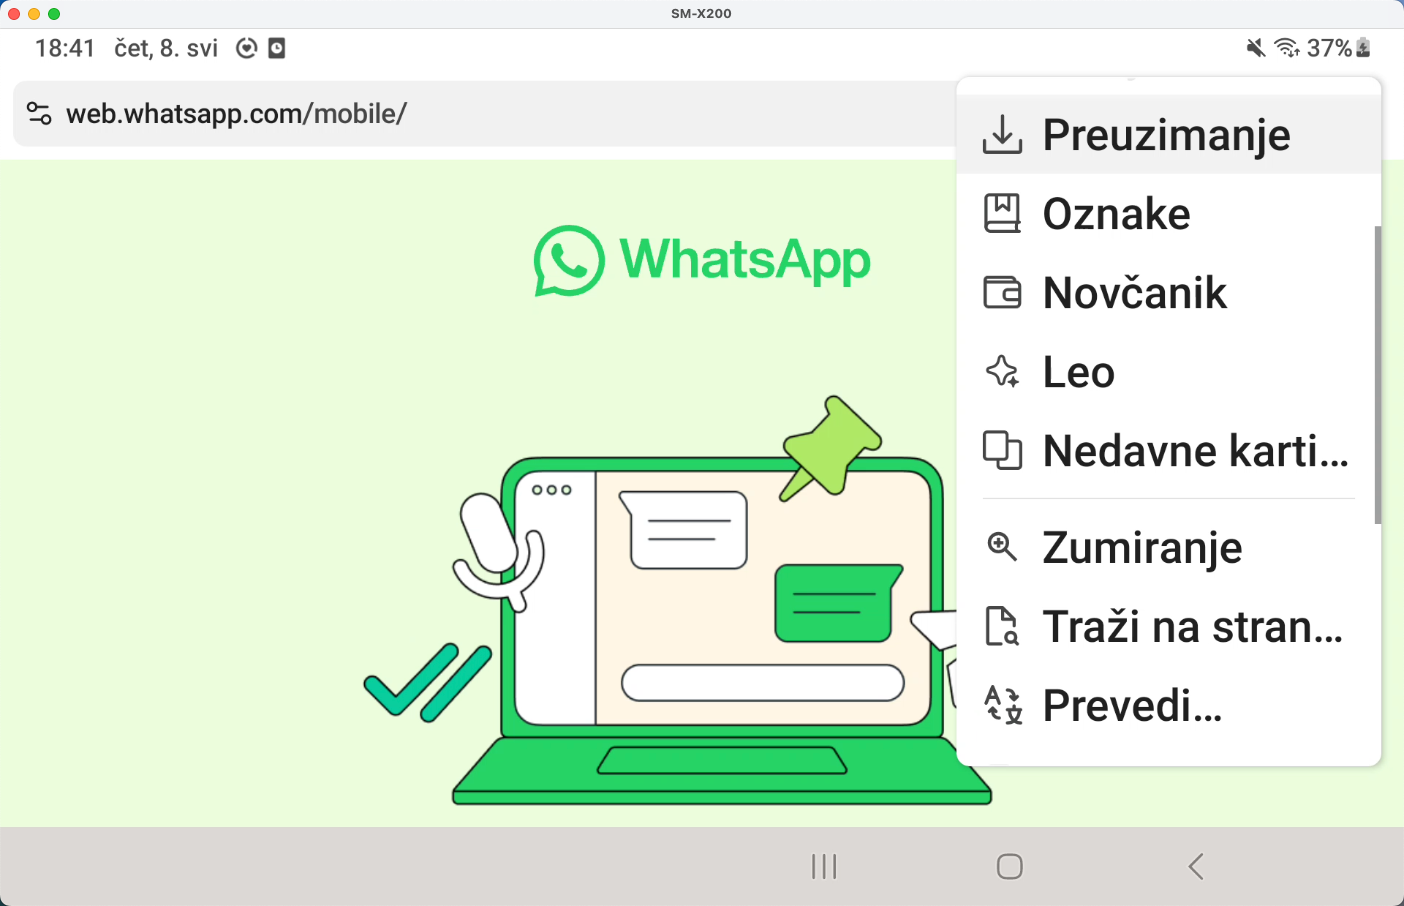 SM-X200
18:41 čet, 8. svi
37%
web.whatsapp.com/mobile/
WhatsApp
Preuzimanje
Oznake
Novčanik
Leo
Nedavne karti...
Zumiranje
Traži na stran...
Prevedi...